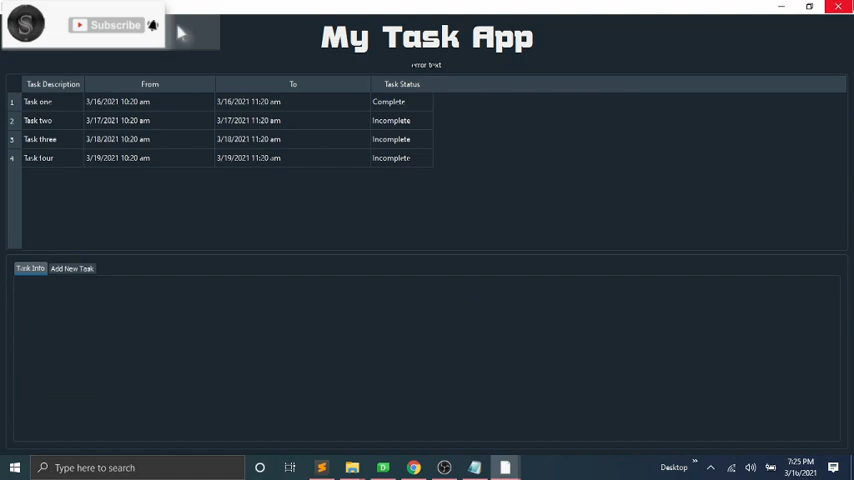 Subscribe
My Task App
error text
Task Description From To Task Status
1 Task one 3/16/2021 10:20 am 3/16/2021 11:20 am Complete
2 Task two 3/17/2021 10:20 am 3/17/2021 11:20 am Incomplete
3 Task three 3/18/2021 10:20 am 3/18/2021 11:20 am Incomplete
4 Task four 3/19/2021 10:20 am 3/19/2021 11:20 am Incomplete
Task Info Add New Task
Type here to search Desktop 7:25 PM
3/16/2021